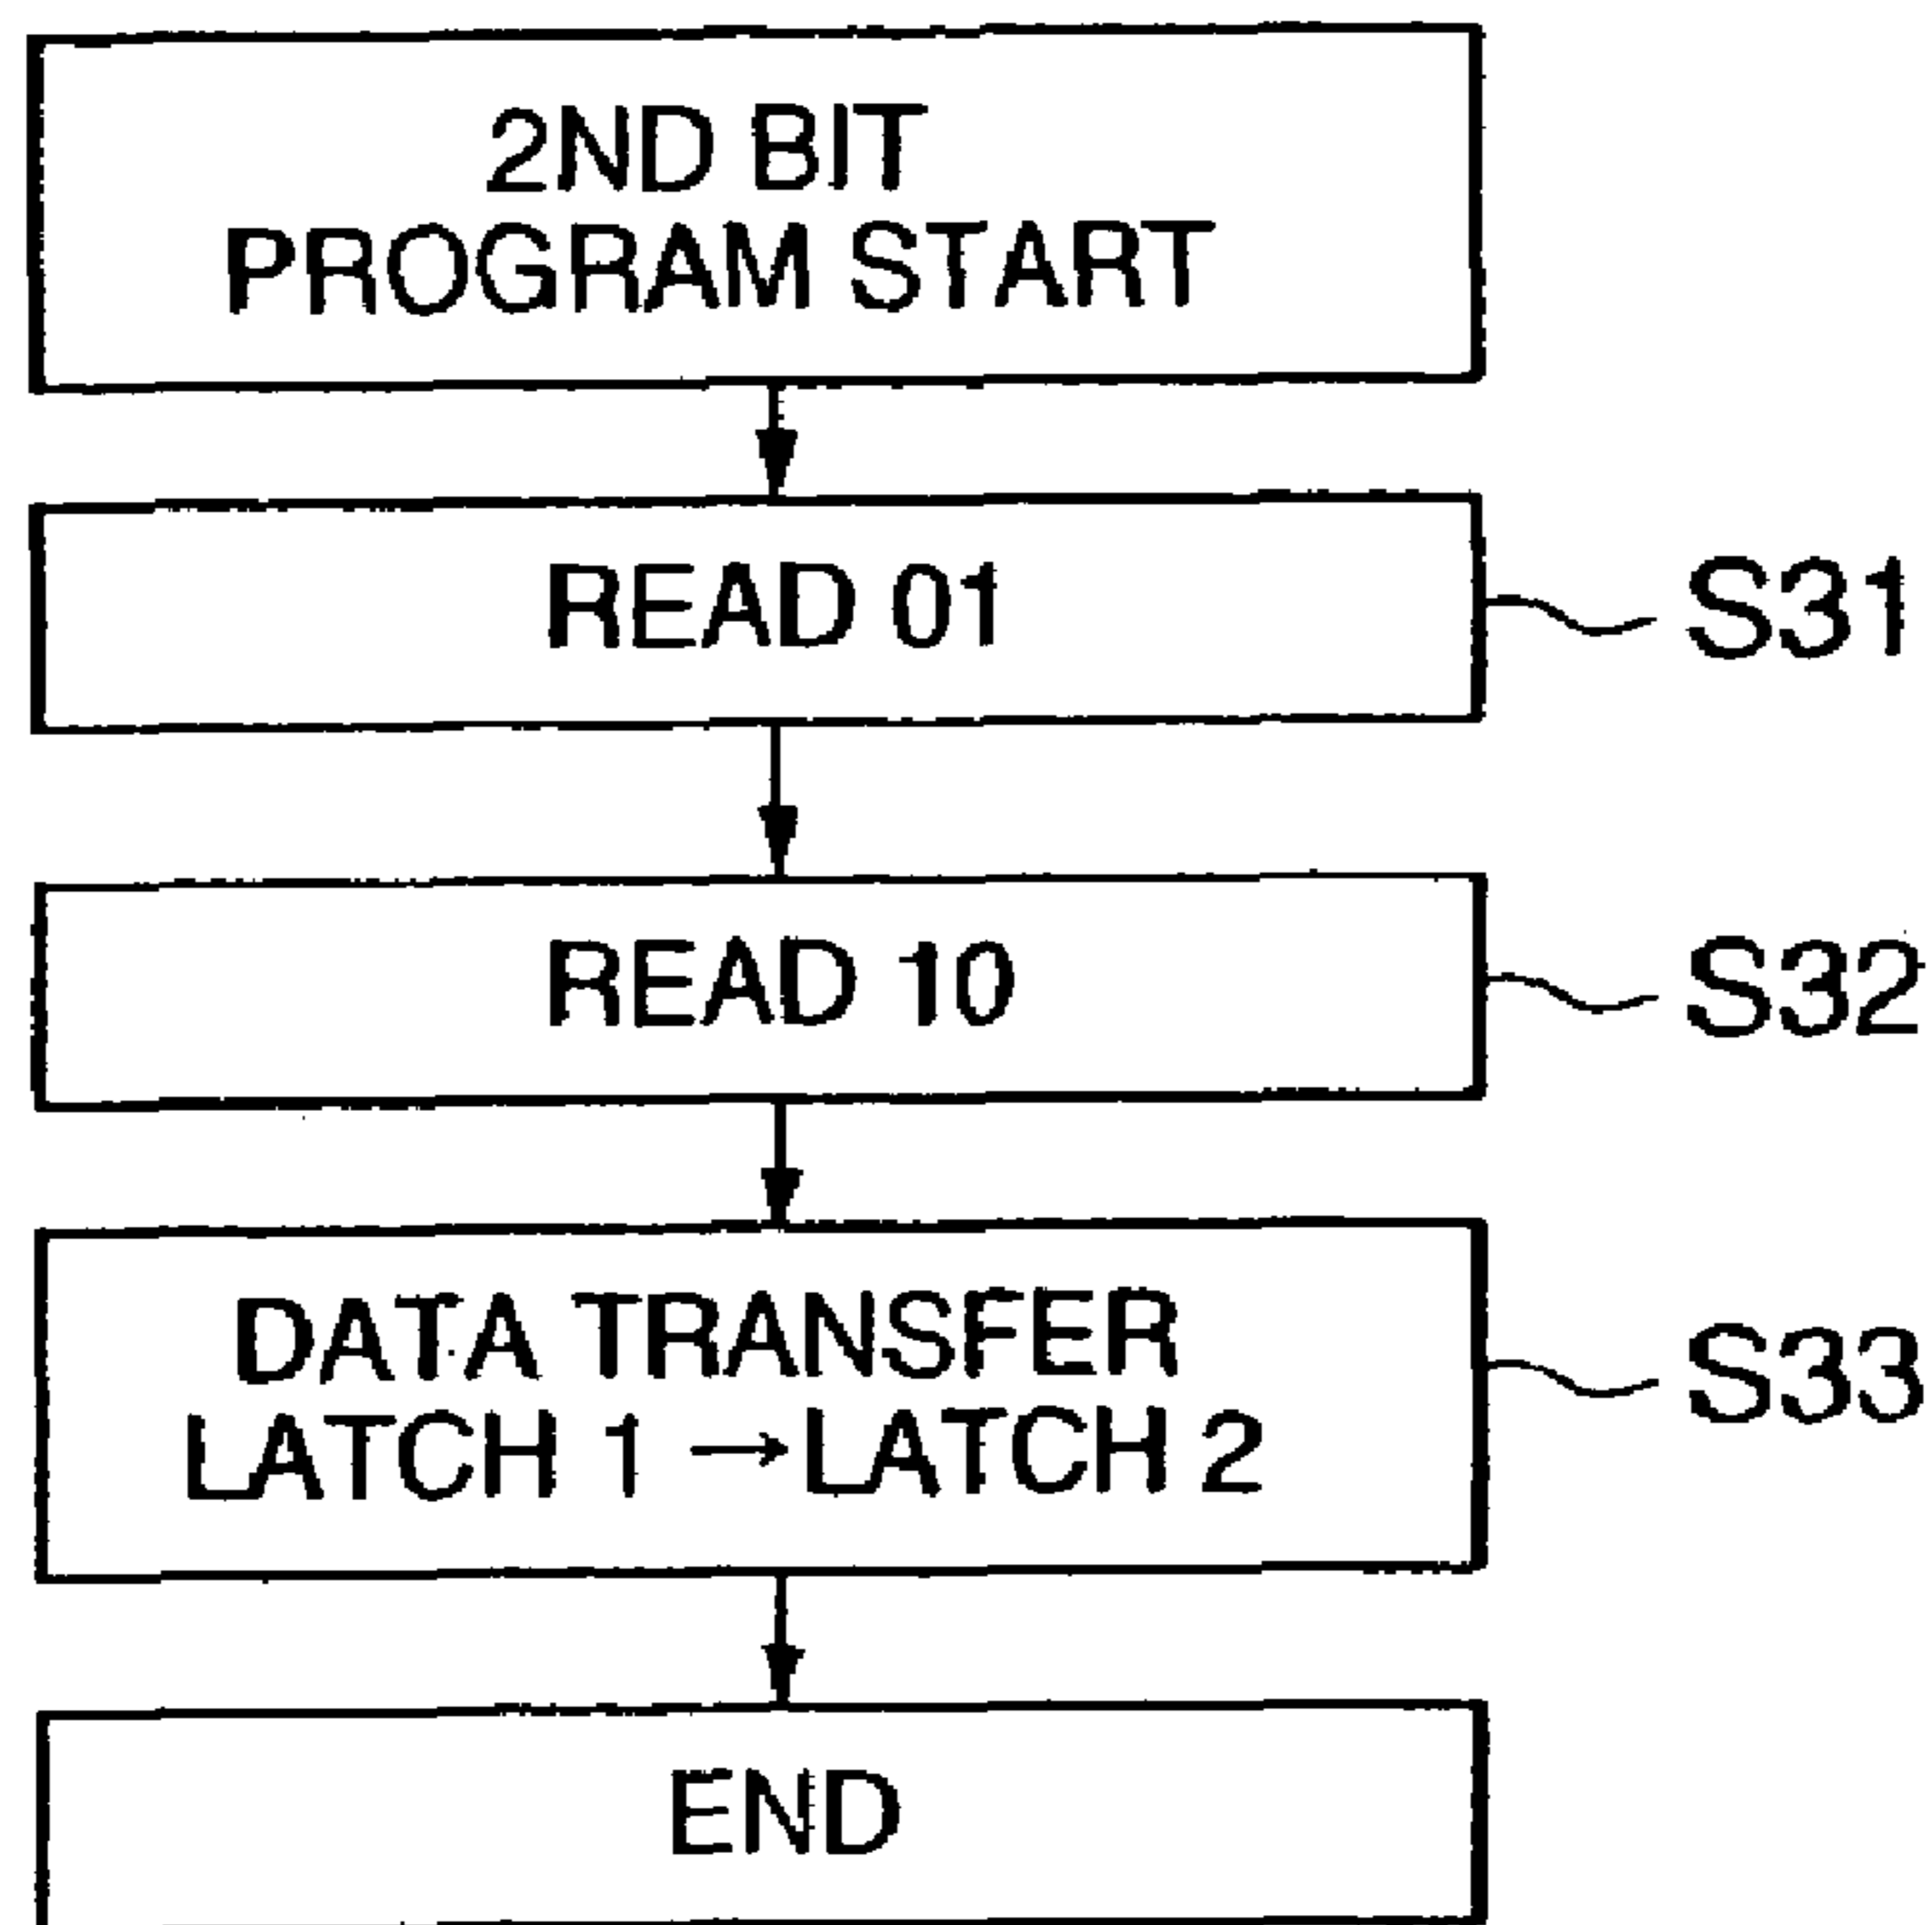 2ND BIT
PROGRAM START
READ 01
S31
READ 10
S32
DATA TRANSFER
LATCH 1 → LATCH 2
S33
END